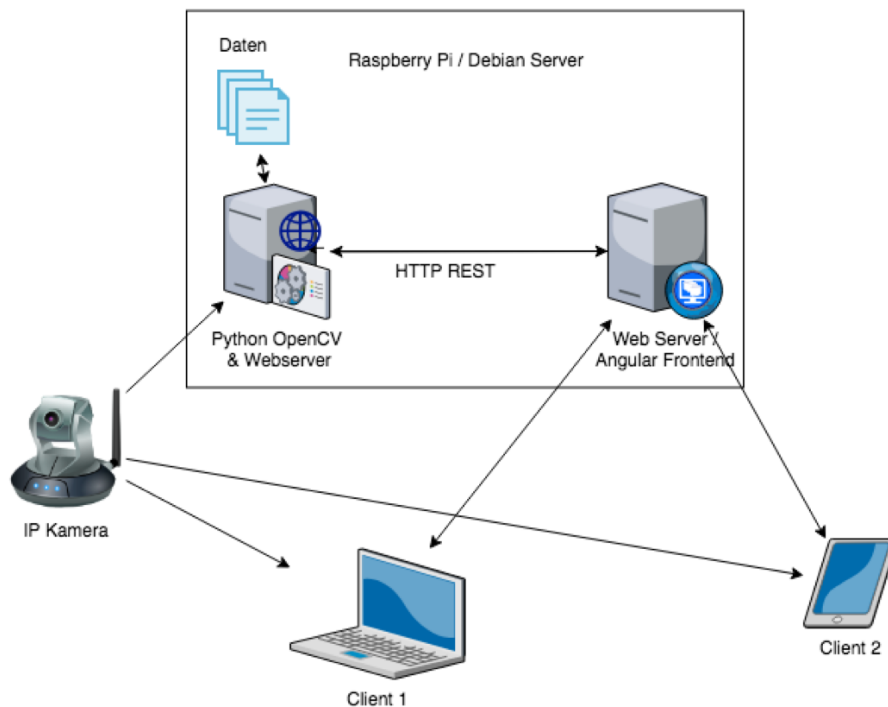 Daten
Raspberry Pi / Debian Server
HTTP REST
Python OpenCV
& Webserver
Web Server /
Angular Frontend
IP Kamera
Client 1
Client 2